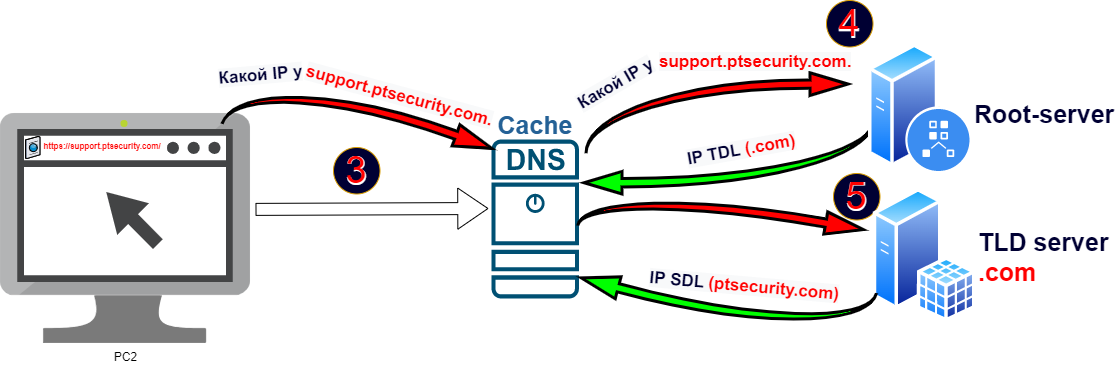 4
Какой IP у support.ptsecurity.com.
Какой IP у support.ptsecurity.com.
Cache
DNS
Root-server
https://support.ptsecurity.com/
IP TDL (.com)
3
5
TLD server
.com
IP SDL (ptsecurity.com)
PC2